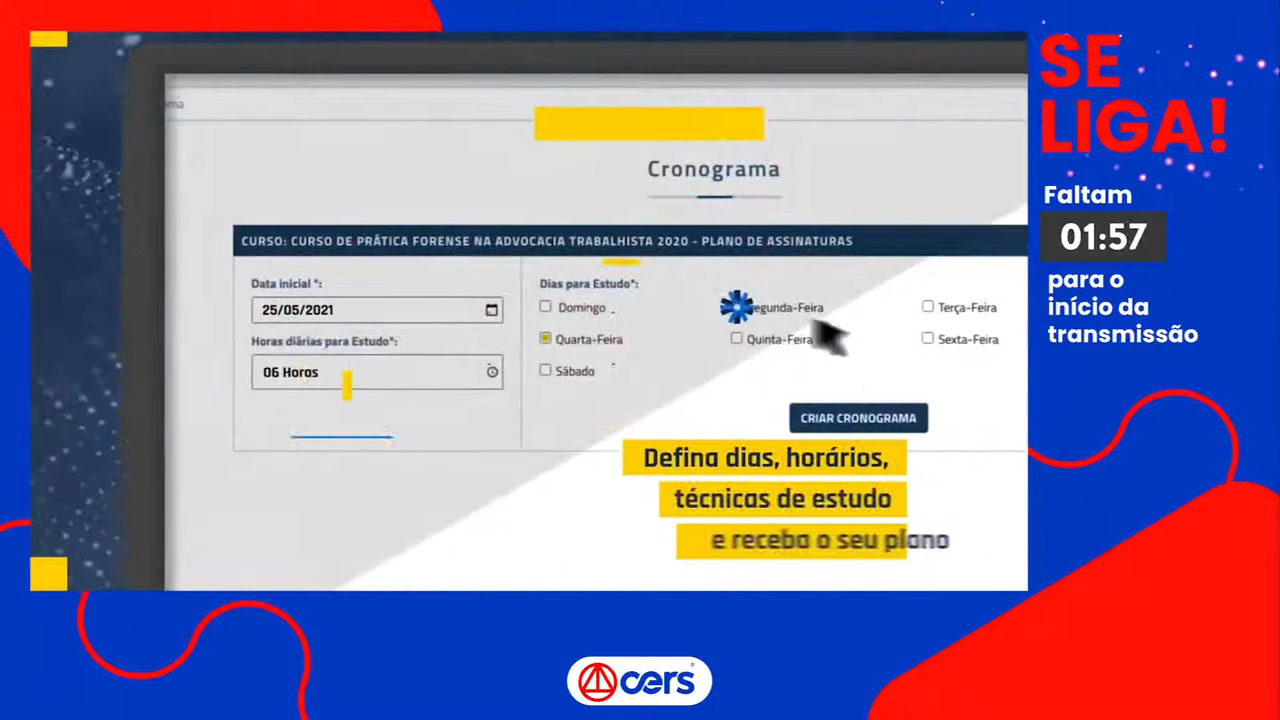 SE
LIGA!
Faltam
01:57
para o
início da
transmissão
Cronograma
CURSO: CURSO DE PRÁTICA FORENSE NA ADVOCACIA TRABALHISTA 2020 - PLANO DE ASSINATURAS
Data inicial *:
25/05/2021
Horas diárias para Estudo*:
06 Horas
Dias para Estudo*:
Domingo
egunda-Feira
Terça-Feira
Quarta-Feira
Quinta-Feira
Sexta-Feira
Sábado
CRIAR CRONOGRAMA
Defina dias, horários,
técnicas de estudo
e receba o seu plano
cers